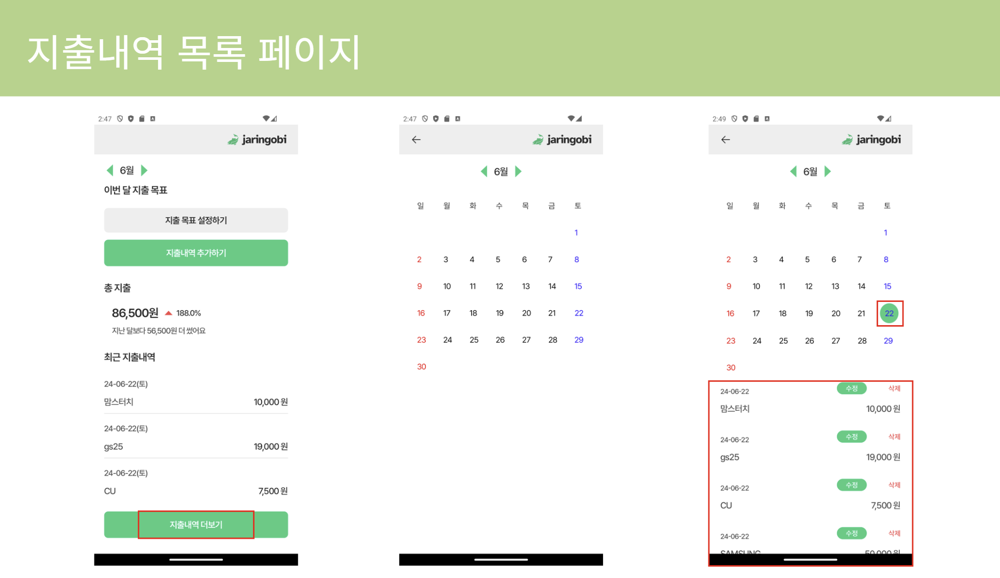 지출내역 목록 페이지
2:47
jaringobi
6월
이번 달 지출 목표
지출 목표 설정하기
지출내역 추가하기
총 지출
86,500원 188.0%
지난 달보다 56,500원 더 썼어요
최근 지출내역
24-06-22(토)
맘스터치 10,000 원
24-06-22(토)
gs25 19,000 원
24-06-22(토)
CU 7,500 원
지출내역 더보기
2:47
jaringobi
6월
일 월 화 수 목 금 토
1
2 3 4 5 6 7 8
9 10 11 12 13 14 15
16 17 18 19 20 21 22
23 24 25 26 27 28 29
30
2:49
jaringobi
6월
일 월 화 수 목 금 토
1
2 3 4 5 6 7 8
9 10 11 12 13 14 15
16 17 18 19 20 21 22
23 24 25 26 27 28 29
30
24-06-22 수정 삭제
맘스터치 10,000 원
24-06-22 수정 삭제
gs25 19,000 원
24-06-22 수정 삭제
CU 7,500 원
24-06-22 수정 삭제
SAMSUNG 50,000 원